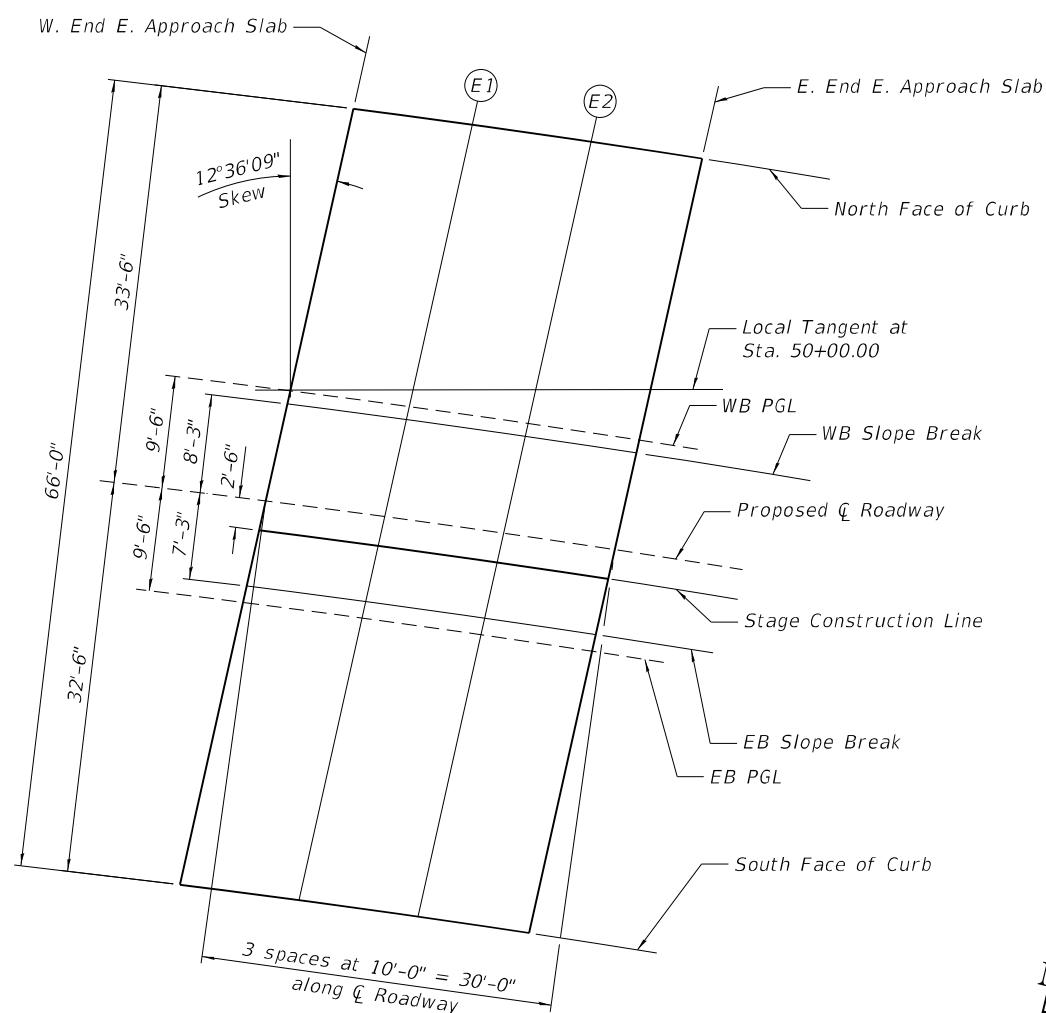 W. End E. Approach Slab
E1
E2
E. End E. Approach Slab
12°36'09"
Skew
North Face of Curb
33'-6"
Local Tangent at
Sta. 50+00.00
WB PGL
9'-6"
8'-3"
2'-6"
WB Slope Break
66'-0"
Proposed ℄ Roadway
9'-6"
7'-3"
Stage Construction Line
32'-6"
EB Slope Break
EB PGL
South Face of Curb
3 spaces at 10'-0" = 30'-0"
along ℄ Roadway